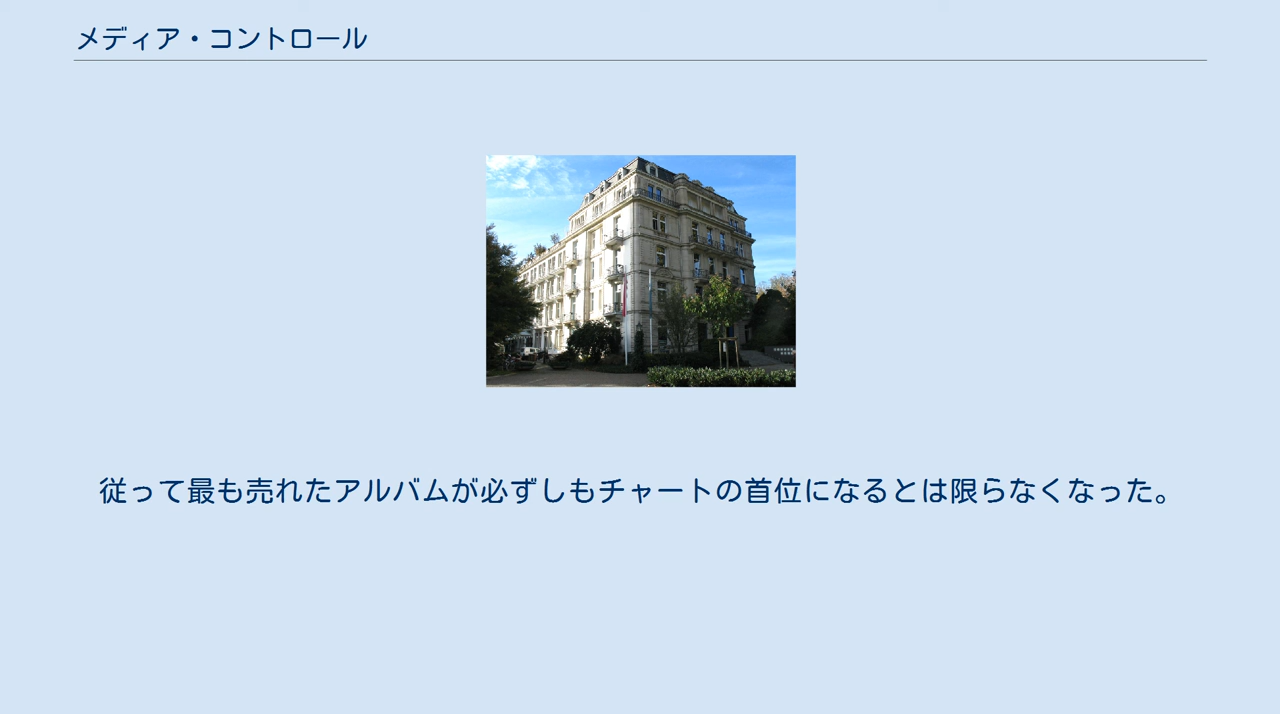 メディア・コントロール
従って最も売れたアルバムが必ずしもチャートの首位になるとは限らなくなった。